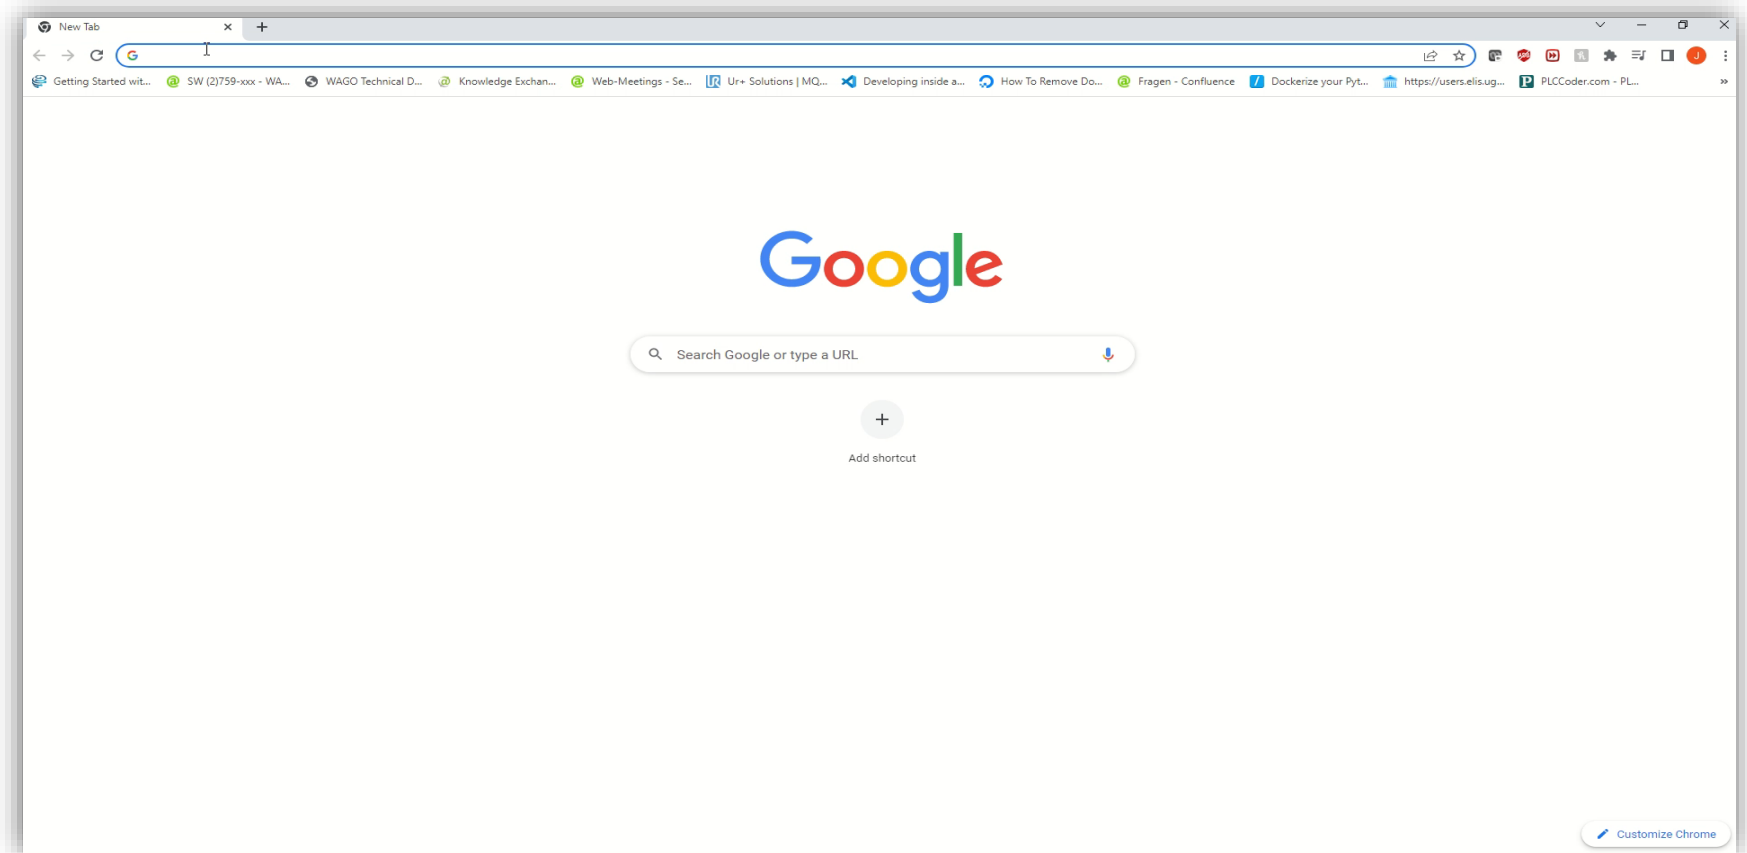 New Tab
G
Getting Started wit... SW (2)759-xxx - WA... WAGO Technical D... Knowledge Exchan... Web-Meetings - Se... Ur+ Solutions | MQ... Developing inside a... How To Remove Do... Fragen - Confluence Dockerize your Pyt... https://users.elis.ug... PLCCoder.com - PL... »
Google
Search Google or type a URL
Add shortcut
Customize Chrome